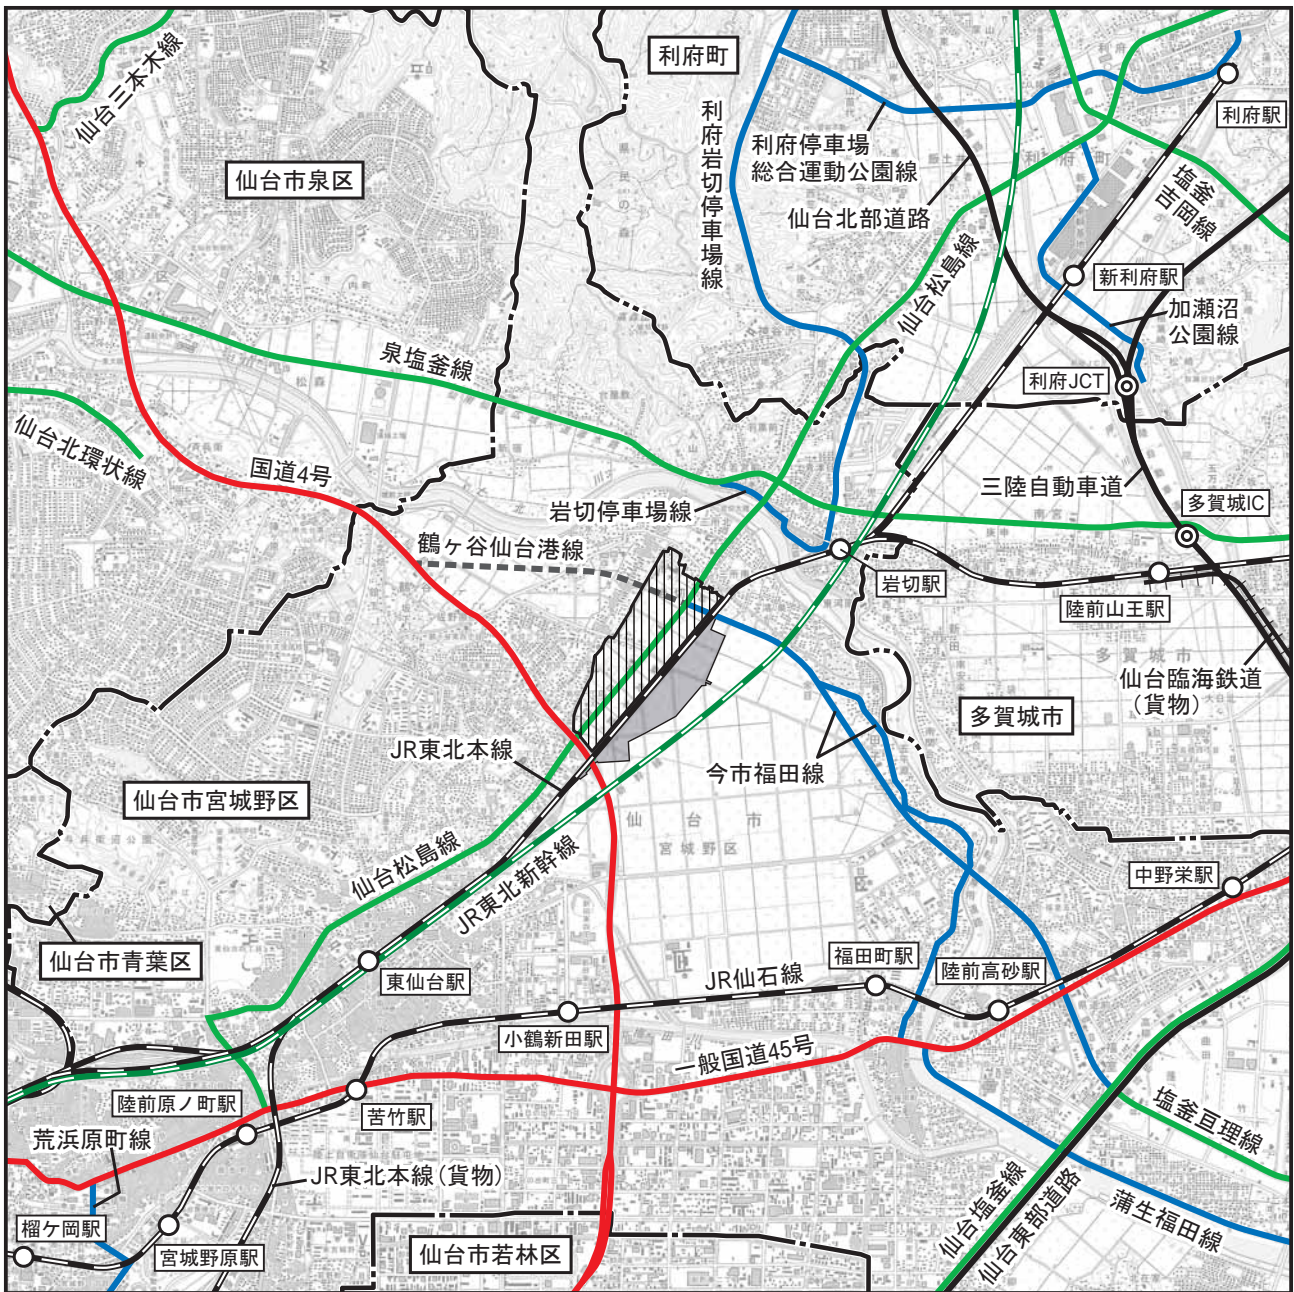 仙台三本木線
利府町
利府駅
利府岩切停車場線
利府停車場
総合運動公園線
仙台市泉区
仙台北部道路
塩釜
吉岡線
仙台松島線
新利府駅
加瀬沼
公園線
泉塩釜線
利府JCT
仙台北環状線
国道4号
三陸自動車道
多賀城IC
岩切停車場線
鶴ヶ谷仙台港線
岩切駅
陸前山王駅
多賀城市
仙台臨海鉄道
(貨物)
多賀城市
JR東北本線
今市福田線
仙台市宮城野区
仙台市
宮城野区
仙台松島線
JR東北新幹線
中野栄駅
仙台市青葉区
東仙台駅
福田町駅
陸前高砂駅
JR仙石線
小鶴新田駅
一般国道45号
陸前原ノ町駅
苦竹駅
塩釜亘理線
荒浜原町線
JR東北本線(貨物)
榴ケ岡駅
宮城野原駅
仙台市若林区
仙台塩釜線
仙台東部道路
蒲生福田線